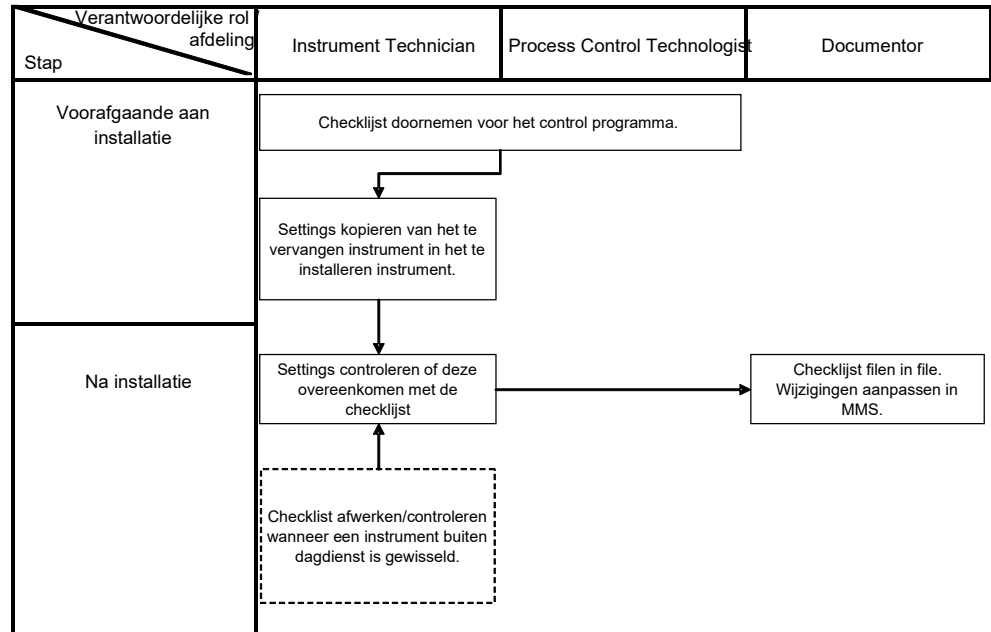 Verantwoordelijke rol /
afdeling
Stap
Instrument Technician
Process Control Technologist
Documentor
Voorafgaande aan
installatie
Checklijst doornemen voor het control programma.
Settings kopieren van het te
vervangen instrument in het te
installeren instrument.
Na installatie
Settings controleren of deze
overeenkomen met de
checklijst
Checklijst filen in file.
Wijzigingen aanpassen in
MMS.
Checklist afwerken/controleren
wanneer een instrument buiten
dagdienst is gewisseld.